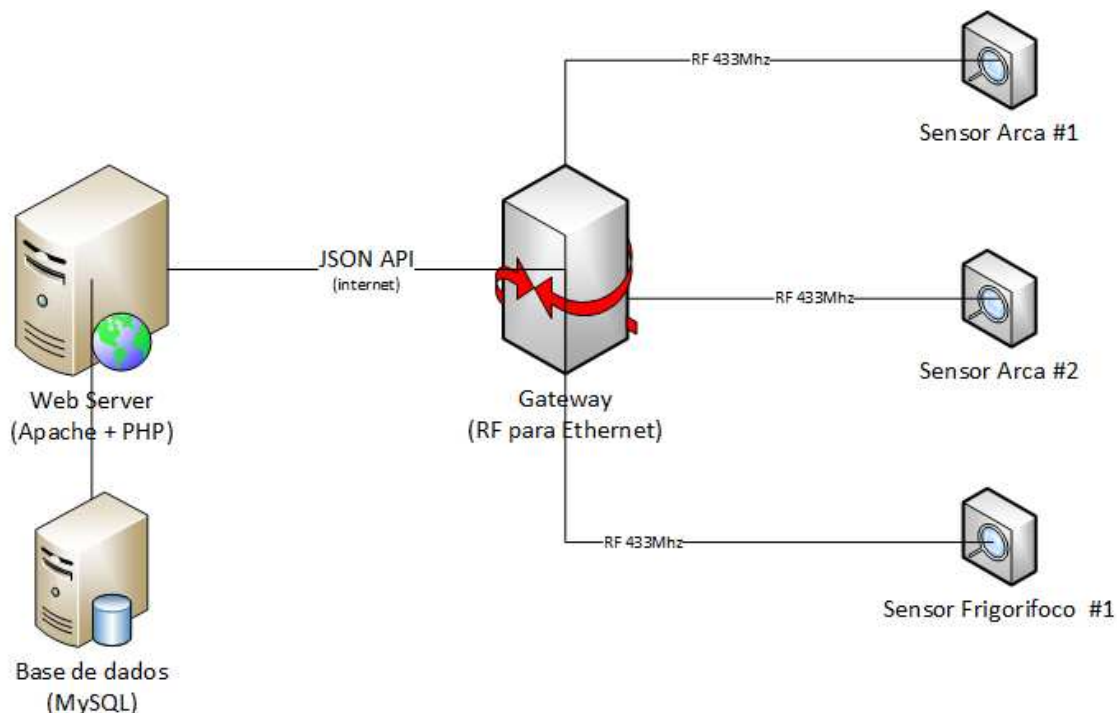 RF 433Mhz
Sensor Arca #1
JSON API
(internet)
RF 433Mhz
Sensor Arca #2
Web Server
(Apache + PHP)
Gateway
(RF para Ethernet)
RF 433Mhz
Sensor Frigorifoco #1
Base de dados
(MySQL)